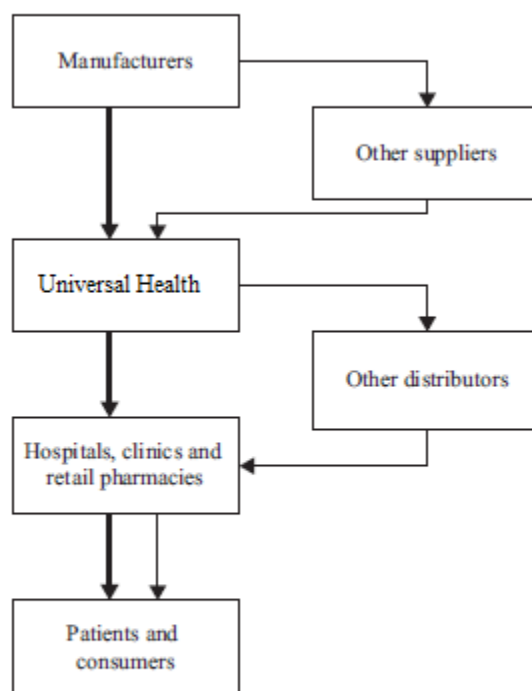 Manufacturers
Other suppliers
Universal Health
Other distributors
Hospitals, clinics and
retail pharmacies
Patients and
consumers